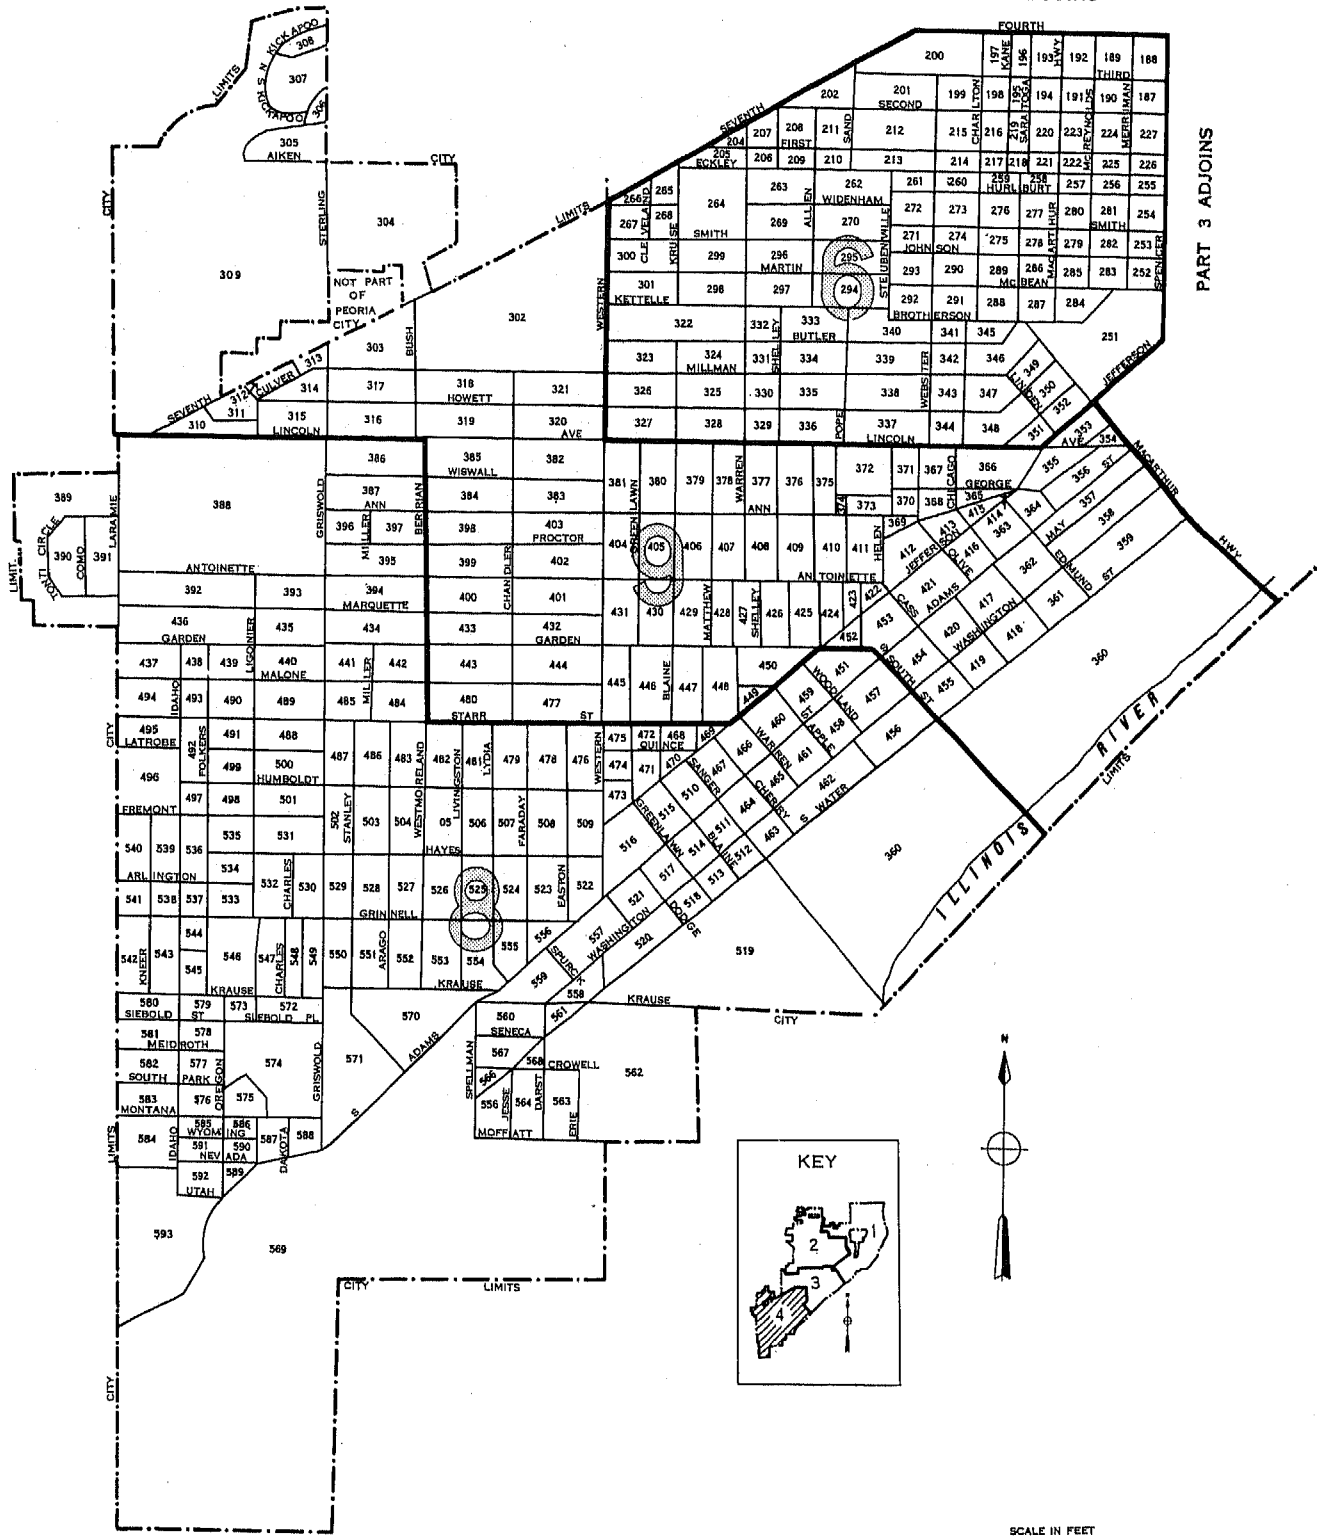 FOURTH
200
197
KANE
196
193
HWY
192
189
188
THIRD
202
201
SECOND
199
CHARLTON
198
195
SARATOGA
194
191
MC REYNOLDS
190
MERRIMAN
187
SEVENTH
204
207
208
FIRST
211
SAND
212
215
216
219
220
223
224
227
205
ECKLEY
206
209
210
213
214
217
218
221
222
225
226
PART 3 ADJOINS
KICKAPOO
308
N
307
S KICKAPOO
306
305
AIKEN
LIMITS
CITY
CITY
STERLING
304
LIMITS
309
NOT PART
OF
PEORIA
CITY
266
CLEVELAND
265
264
263
ALLEN
262
WIDENHAM
261
260
259
HURLBURT
258
257
256
255
267
268
KRUSE
SMITH
269
270
STEUBENVILLE
272
273
276
277
MACARTHUR
280
281
SMITH
254
271
JOHNSON
274
275
278
279
282
253
SPENCER
300
299
296
MARTIN
295
6
294
293
290
289
286
MC BEAN
285
283
252
301
KETTELLE
298
297
292
BROTHERSON
291
288
287
284
251
WESTERN
302
303
BUSH
322
332
SHELLEY
333
BUTLER
340
341
345
323
324
MILLMAN
331
334
339
WEBSTER
342
346
349
LINDEN
350
352
JEFFERSON
326
325
330
335
338
343
347
327
328
329
336
POPE
337
LINCOLN
344
348
351
AVE
353
354
SEVENTH
312
CULVER
313
314
317
318
HOWETT
321
310
311
315
LINCOLN
316
319
320
AVE
389
388
386
385
WISWALL
382
387
ANN
GRISWOLD
BERRIAN
384
383
396
MILLER
397
398
403
PROCTOR
395
399
CHANDLER
402
TONTI CIRCLE
390
COMO
391
LARAMIE
LIMIT
ANTOINETTE
392
393
394
MARQUETTE
400
401
436
GARDEN
LIGONIER
435
434
433
432
GARDEN
381
GREENLAWN
380
379
378
WARREN
377
ANN
376
375
372
374
373
371
367
CHICAGO
366
GEORGE
370
368
365
369
404
405
9
406
407
408
409
410
411
HELEN
ANTOINETTE
431
430
429
MATTHEW
428
427
SHELLEY
426
425
424
423
422
452
412
413
415
414
JEFFERSON
OLIVE
416
363
364
355
356
ST
MAY
357
358
EDMUND
ST
359
MACARTHUR
HWY
362
361
421
CASS
ADAMS
417
420
WASHINGTON
418
453
454
S
SOUTH
ST
455
419
360
ILLINOIS RIVER
LIMITS
437
438
439
440
MALONE
441
MILLER
442
443
444
445
446
BLAINE
447
448
450
449
494
IDAHO
493
490
489
485
484
480
STARR
477
ST
451
WOODLAND
457
459
ST
APPLE
458
456
460
WARREN
461
495
LATROBE
492
FOLKERS
491
488
487
486
483
WESTMORELAND
482
LIVINGSTON
481
LYDIA
479
478
476
WESTERN
475
472
468
QUINCE
469
474
471
470
473
CITY
496
499
500
HUMBOLDT
SANGER
467
466
465
CHERRY
462
S WATER
FREMONT
497
498
501
502
STANLEY
503
504
05
506
507
FARADAY
508
509
HAYES
GREENLAWN
515
510
511
464
BLAINE
463
516
514
512
513
540
539
536
535
531
ARLINGTON
534
532
CHARLES
530
529
528
527
526
525
8
524
523
EASTON
522
541
538
537
533
GRINNELL
517
518
DODGE
521
WASHINGTON
520
519
360
542
KNEER
543
544
545
546
547
CHARLES
548
549
550
551
ARAGO
552
553
554
555
556
557
SPURCK
559
558
KRAUSE
KRAUSE
KRAUSE
CITY
580
SIEBOLD
579
ST
573
572
SIEBOLD PL
581
MEIDROTH
578
582
SOUTH PARK
577
OREGON
574
GRISWOLD
571
570
ADAMS
S
560
SENECA
561
567
568
CROWELL
562
SPELLMAN
566
556
JESSE
564
DARST
563
ERIE
MOFFATT
583
MONTANA
576
575
584
IDAHO
585
WYOMING
586
591
NEVADA
590
587
DAKOTA
588
592
UTAH
589
LIMITS
593
569
CITY
LIMITS
CITY
N
KEY
1
2
3
4
SCALE IN FEET